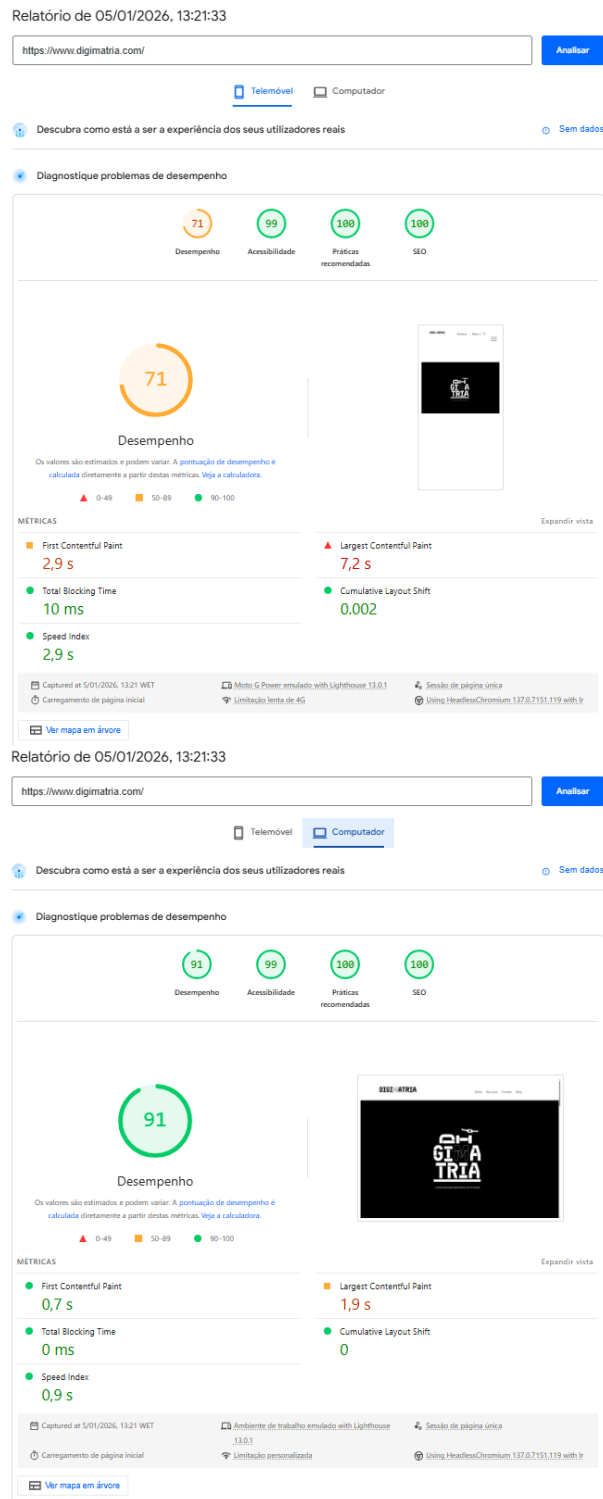 Relatório de 05/01/2026, 13:21:33
https://www.digimatria.com/ Analisar
Telemóvel Computador
Descubra como está a ser a experiência dos seus utilizadores reais Sem dados
Diagnostique problemas de desempenho
71 99 100 100
Desempenho Acessibilidade Práticas recomendadas SEO
71
GI ATRIA
Desempenho
Os valores são estimados e podem variar. A pontuação de desempenho é
calculada diretamente a partir destas métricas. Veja a calculadora.
0–49 50–89 90–100
MÉTRICAS Expandir vista
First Contentful Paint Largest Contentful Paint
2,9 s 7,2 s
Total Blocking Time Cumulative Layout Shift
10 ms 0.002
Speed Index
2,9 s
Captured at 5/01/2026, 13:21 WET Moto G Power emulado with Lighthouse 13.0.1 Sessão de página única
Carregamento de página inicial Limitação lenta de 4G Using HeadlessChromium 137.0.7151.119 with lr
Ver mapa em árvore
Relatório de 05/01/2026, 13:21:33
https://www.digimatria.com/ Analisar
Telemóvel Computador
Descubra como está a ser a experiência dos seus utilizadores reais Sem dados
Diagnostique problemas de desempenho
91 99 100 100
Desempenho Acessibilidade Práticas recomendadas SEO
91
DIGIMATRIA
DI
GIMA
TRIA
Desempenho
Os valores são estimados e podem variar. A pontuação de desempenho é
calculada diretamente a partir destas métricas. Veja a calculadora.
0–49 50–89 90–100
MÉTRICAS Expandir vista
First Contentful Paint Largest Contentful Paint
0,7 s 1,9 s
Total Blocking Time Cumulative Layout Shift
0 ms 0
Speed Index
0,9 s
Captured at 5/01/2026, 13:21 WET Ambiente de trabalho emulado with Lighthouse 13.0.1 Sessão de página única
Carregamento de página inicial Limitação personalizada Using HeadlessChromium 137.0.7151.119 with lr
Ver mapa em árvore